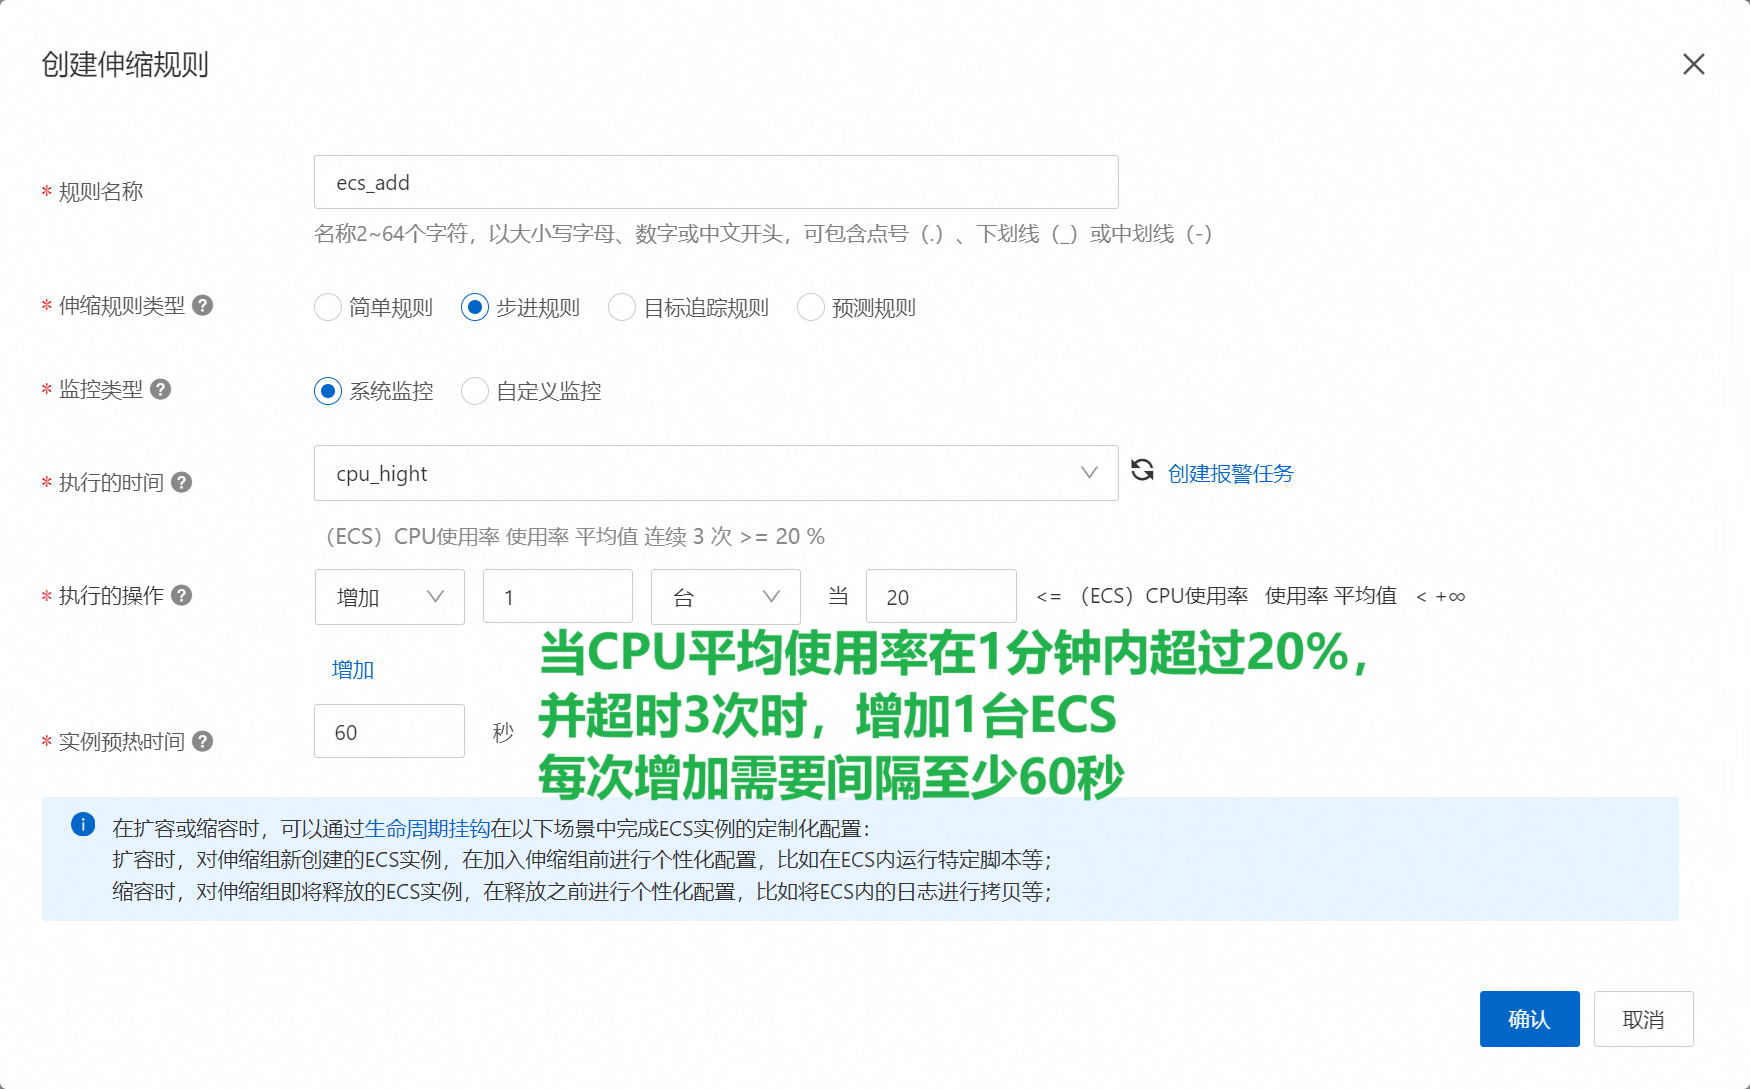 创建伸缩规则
* 规则名称
ecs_add
名称2~64个字符，以大小写字母、数字或中文开头，可包含点号（.）、下划线（_）或中划线（-）
* 伸缩规则类型 ?
简单规则 步进规则 目标追踪规则 预测规则
* 监控类型 ?
系统监控 自定义监控
* 执行的时间 ?
cpu_hight 创建报警任务
（ECS）CPU使用率 使用率 平均值 连续 3 次 >= 20 %
* 执行的操作 ?
增加 1 台 当 20 <= （ECS）CPU使用率 使用率 平均值 < +∞
当CPU平均使用率在1分钟内超过20%，
增加
并超时3次时，增加1台ECS
* 实例预热时间 ?
60 秒
每次增加需要间隔至少60秒
在扩容或缩容时，可以通过生命周期挂钩在以下场景中完成ECS实例的定制化配置：
扩容时，对伸缩组新创建的ECS实例，在加入伸缩组前进行个性化配置，比如在ECS内运行特定脚本等；
缩容时，对伸缩组即将释放的ECS实例，在释放之前进行个性化配置，比如将ECS内的日志进行拷贝等；
确认 取消